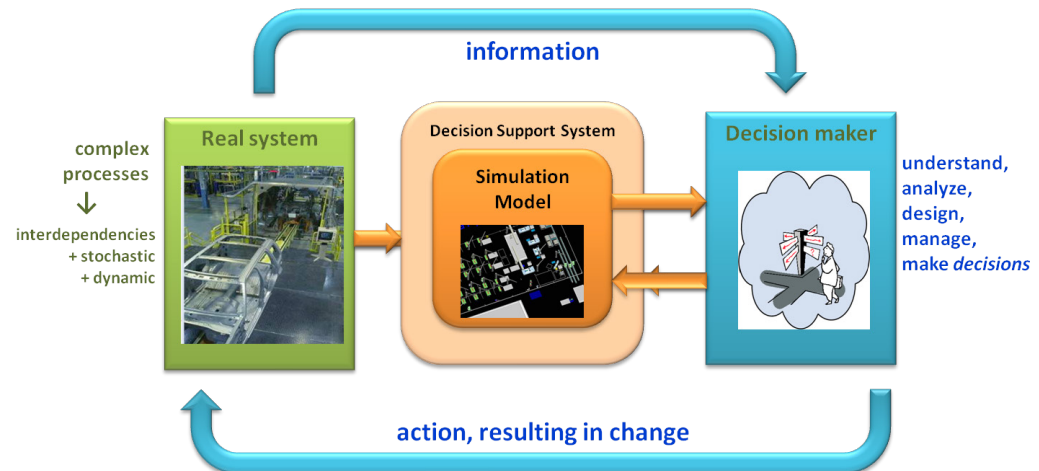 information
Real system
complex
processes
interdependencies
+ stochastic
+ dynamic
Decision Support System
Simulation
Model
Decision maker
understand,
analyze,
design,
manage,
make decisions
action, resulting in change